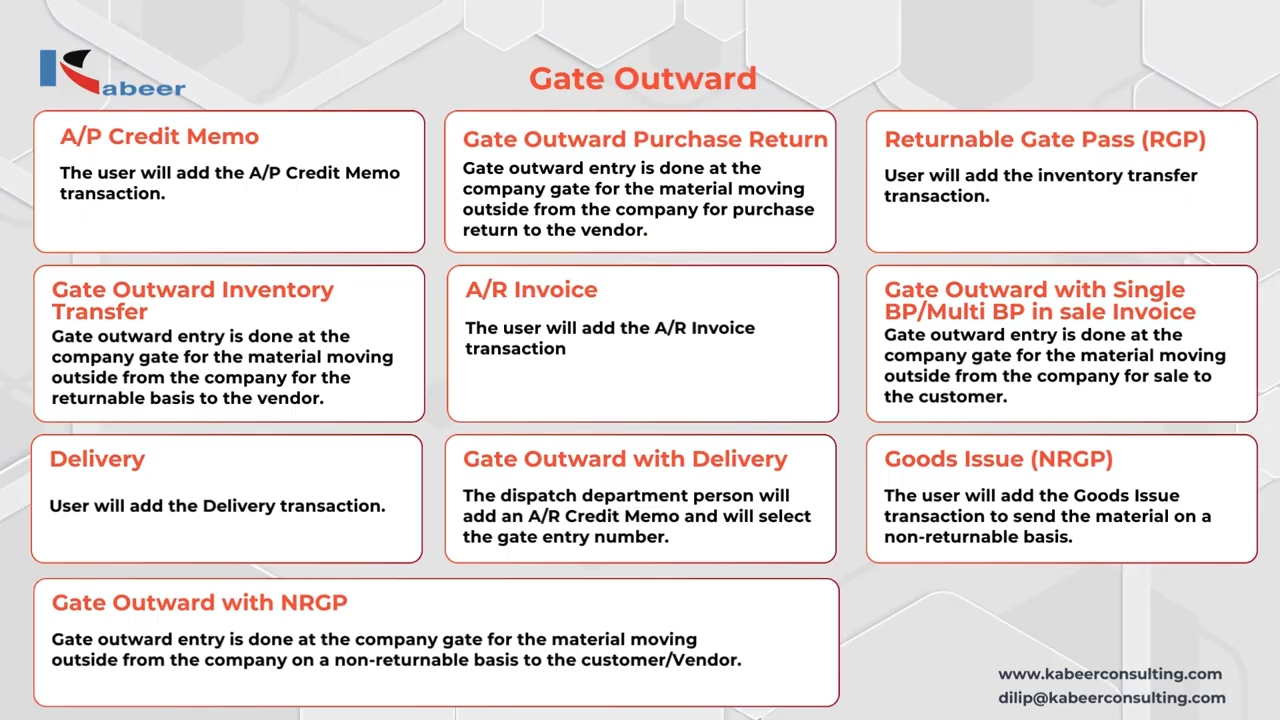 Kabeer
Gate Outward
A/P Credit Memo
The user will add the A/P Credit Memo
transaction.
Gate Outward Purchase Return
Gate outward entry is done at the
company gate for the material moving
outside from the company for purchase
return to the vendor.
Returnable Gate Pass (RGP)
User will add the inventory transfer
transaction.
Gate Outward Inventory
Transfer
Gate outward entry is done at the
company gate for the material moving
outside from the company for the
returnable basis to the vendor.
A/R Invoice
The user will add the A/R Invoice
transaction
Gate Outward with Single
BP/Multi BP in sale Invoice
Gate outward entry is done at the
company gate for the material moving
outside from the company for sale to
the customer.
Delivery
User will add the Delivery transaction.
Gate Outward with Delivery
The dispatch department person will
add an A/R Credit Memo and will select
the gate entry number.
Goods Issue (NRGP)
The user will add the Goods Issue
transaction to send the material on a
non-returnable basis.
Gate Outward with NRGP
Gate outward entry is done at the company gate for the material moving
outside from the company on a non-returnable basis to the customer/Vendor.
www.kabeerconsulting.com
dilip@kabeerconsulting.com